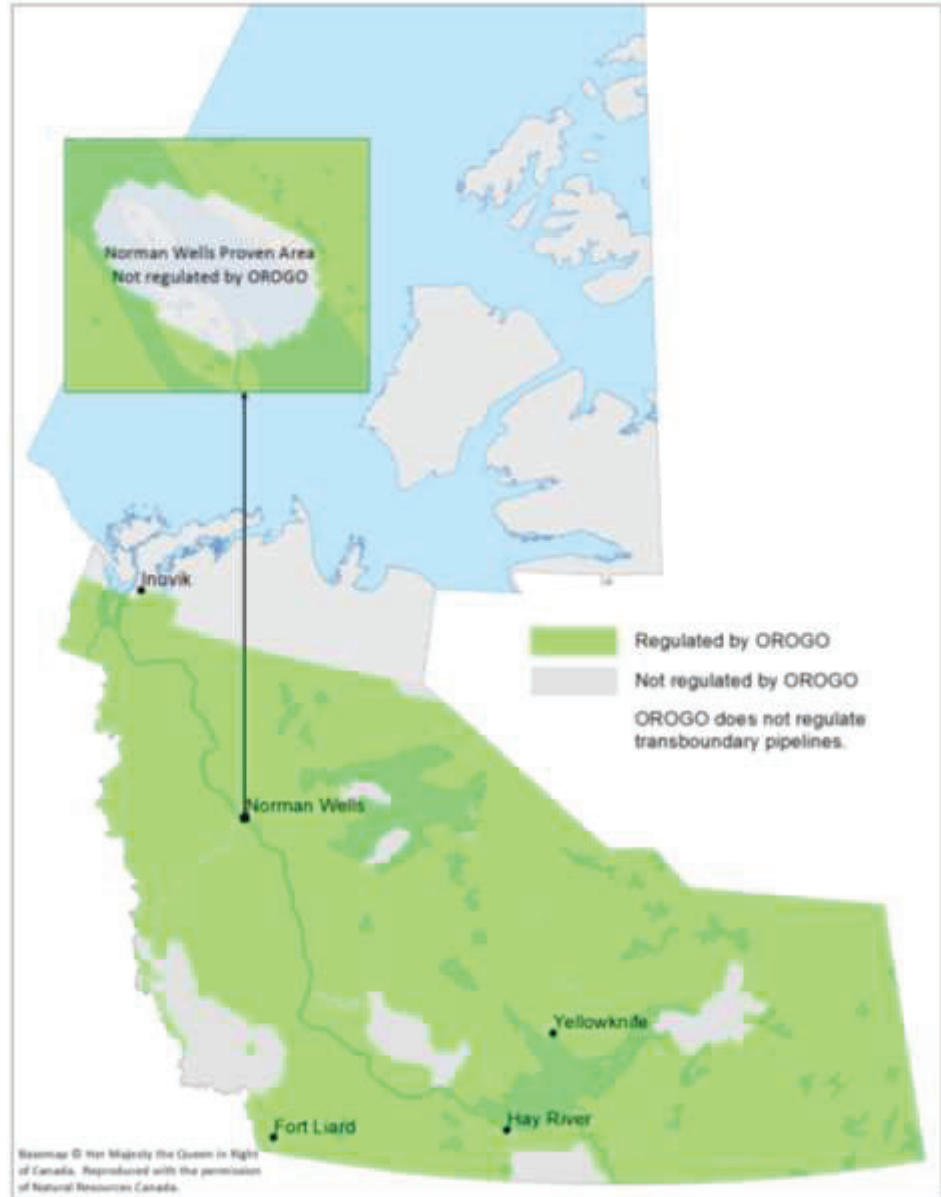 Norman Wells Proven Area
Not regulated by OROGO
Inuvik
Regulated by OROGO
Not regulated by OROGO
OROGO does not regulate
transboundary pipelines.
Norman Wells
Yellowknife
Hay River
Fort Liard
Basemap © Her Majesty the Queen in Right
of Canada. Reproduced with the permission
of Natural Resources Canada.